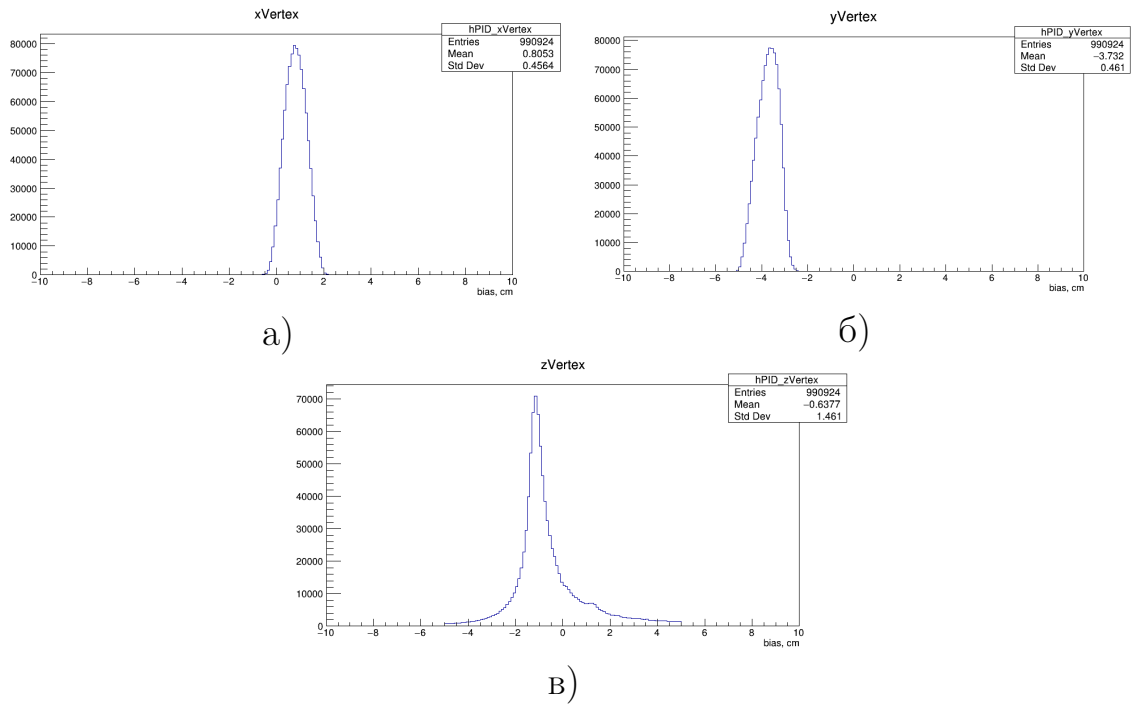 xVertex
hPID_xVertex
Entries 990924
Mean 0.8053
Std Dev 0.4564
80000
70000
60000
50000
40000
30000
20000
10000
0
−10 −8 −6 −4 −2 0 2 4 6 8 10
bias, cm
а)
yVertex
hPID_yVertex
Entries 990924
Mean −3.732
Std Dev 0.461
80000
70000
60000
50000
40000
30000
20000
10000
0
−10 −8 −6 −4 −2 0 2 4 6 8 10
bias, cm
б)
zVertex
hPID_zVertex
Entries 990924
Mean −0.6377
Std Dev 1.461
70000
60000
50000
40000
30000
20000
10000
0
−10 −8 −6 −4 −2 0 2 4 6 8 10
bias, cm
в)